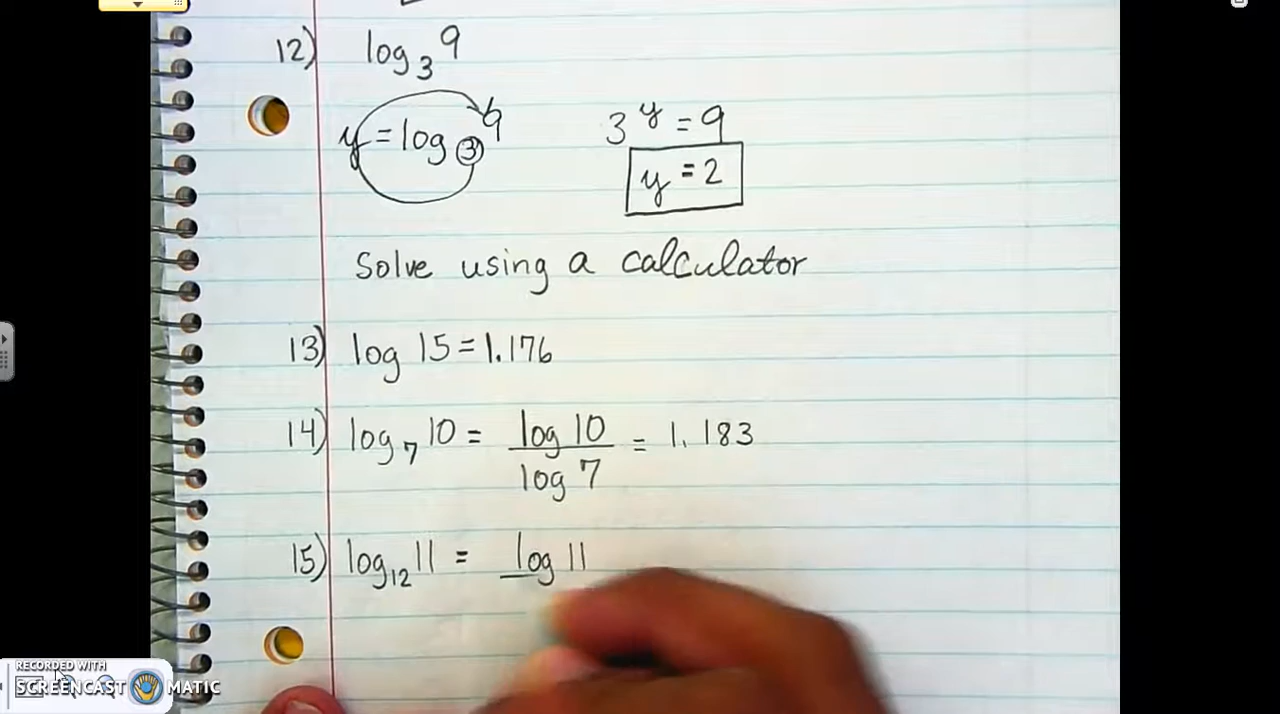 12) log₃ 9
y = log ③ 9    3^y = 9
y = 2
Solve using a calculator
13) log 15 = 1.176
14) log₇ 10 = log 10 / log 7 = 1.183
15) log₁₂ 11 = log 11
RECORDED WITH
SCREENCAST MATIC